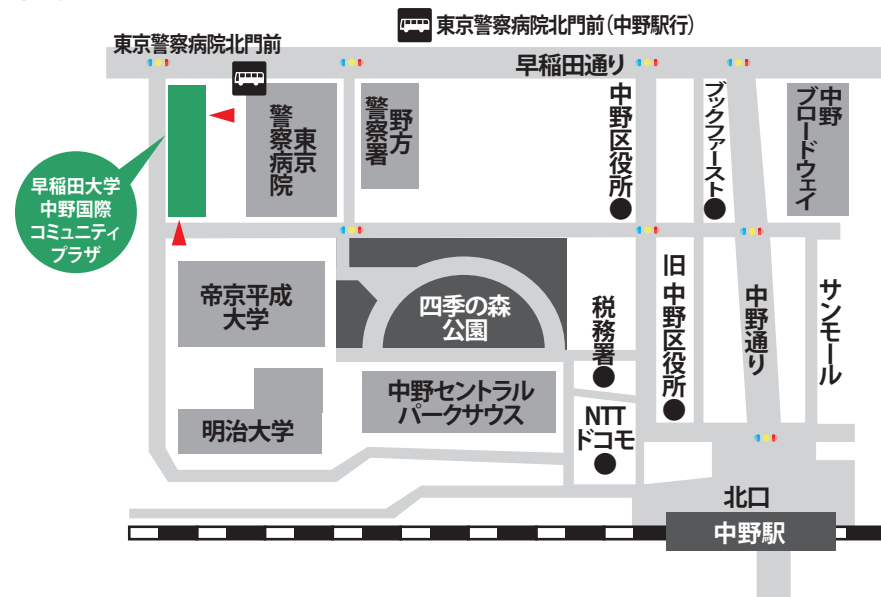 東京警察病院北門前（中野駅行）
東京警察病院北門前
早稲田通り
東京
警察病院
野方
警察署
中野区役所
ブックファースト
中野
ブロードウェイ
早稲田大学
中野国際
コミュニティ
プラザ
帝京平成
大学
四季の森
公園
税務署
旧 中野区役所
中野通り
サンモール
明治大学
中野セントラル
パークサウス
NTT
ドコモ
北口
中野駅